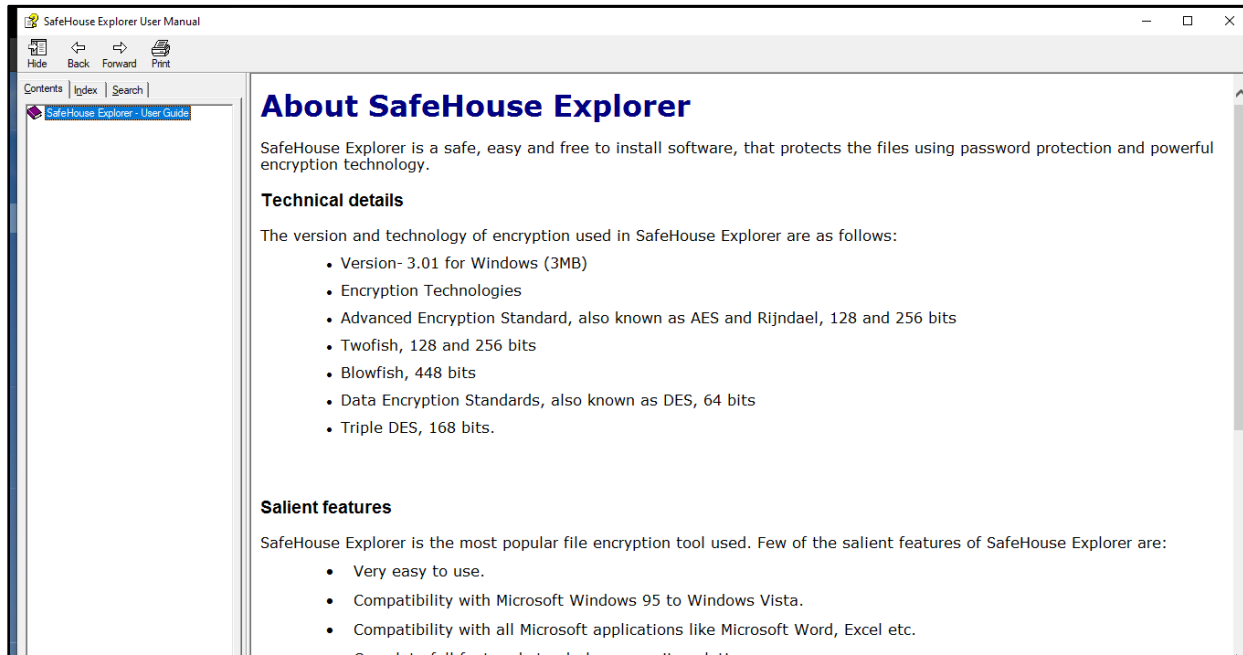 SafeHouse Explorer User Manual
Hide Back Forward Print
Contents Index Search
SafeHouse Explorer - User Guide
About SafeHouse Explorer
SafeHouse Explorer is a safe, easy and free to install software, that protects the files using password protection and powerful
encryption technology.
Technical details
The version and technology of encryption used in SafeHouse Explorer are as follows:
• Version- 3.01 for Windows (3MB)
• Encryption Technologies
• Advanced Encryption Standard, also known as AES and Rijndael, 128 and 256 bits
• Twofish, 128 and 256 bits
• Blowfish, 448 bits
• Data Encryption Standards, also known as DES, 64 bits
• Triple DES, 168 bits.
Salient features
SafeHouse Explorer is the most popular file encryption tool used. Few of the salient features of SafeHouse Explorer are:
• Very easy to use.
• Compatibility with Microsoft Windows 95 to Windows Vista.
• Compatibility with all Microsoft applications like Microsoft Word, Excel etc.